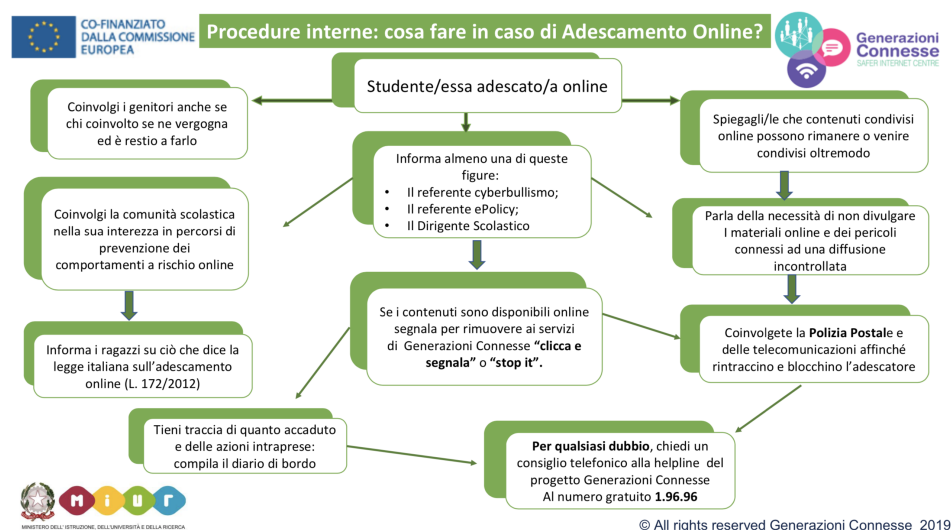 CO-FINANZIATO
DALLA COMMISSIONE
EUROPEA
Procedure interne: cosa fare in caso di Adescamento Online?
Generazioni
Connesse
SAFER INTERNET CENTRE
Studente/essa adescato/a online
Coinvolgi i genitori anche se
chi coinvolto se ne vergogna
ed è restio a farlo
Spiegagli/le che contenuti condivisi
online possono rimanere o venire
condivisi oltremodo
Informa almeno una di queste
figure:
• Il referente cyberbullismo;
• Il referente ePolicy;
• Il Dirigente Scolastico
Coinvolgi la comunità scolastica
nella sua interezza in percorsi di
prevenzione dei
comportamenti a rischio online
Parla della necessità di non divulgare
I materiali online e dei pericoli
connessi ad una diffusione
incontrollata
Se i contenuti sono disponibili online
segnala per rimuovere ai servizi
di Generazioni Connesse “clicca e
segnala” o “stop it”.
Informa i ragazzi su ciò che dice la
legge italiana sull’adescamento
online (L. 172/2012)
Coinvolgete la Polizia Postale e
delle telecomunicazioni affinché
rintraccino e blocchino l’adescatore
Tieni traccia di quanto accaduto
e delle azioni intraprese:
compila il diario di bordo
Per qualsiasi dubbio, chiedi un
consiglio telefonico alla helpline del
progetto Generazioni Connesse
Al numero gratuito 1.96.96
miur
MINISTERO DELL' ISTRUZIONE, DELL'UNIVERSITÀ E DELLA RICERCA
© All rights reserved Generazioni Connesse 2019